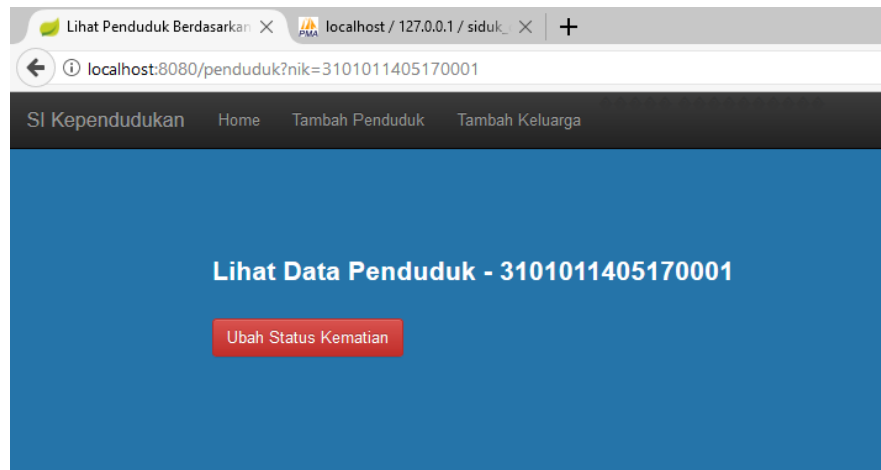 Lihat Penduduk Berdasarkan
PMA localhost / 127.0.0.1 / siduk_
localhost:8080/penduduk?nik=3101011405170001
SI Kependudukan Home Tambah Penduduk Tambah Keluarga
Lihat Data Penduduk - 3101011405170001
Ubah Status Kematian